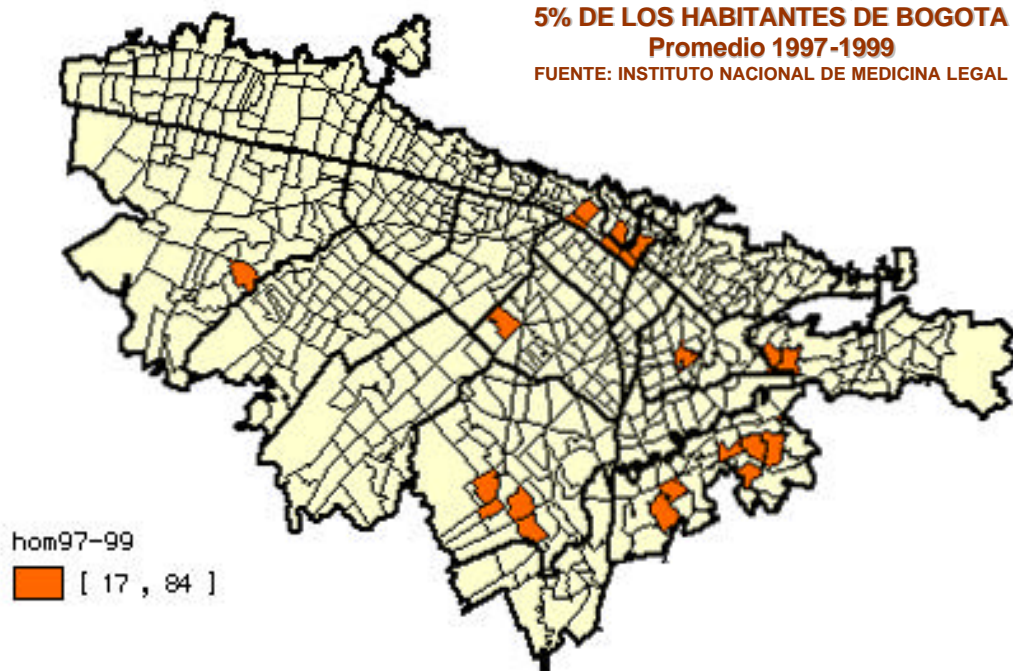 5% DE LOS HABITANTES DE BOGOTA
Promedio 1997-1999
FUENTE: INSTITUTO NACIONAL DE MEDICINA LEGAL
hom97-99
[ 17 , 84 ]